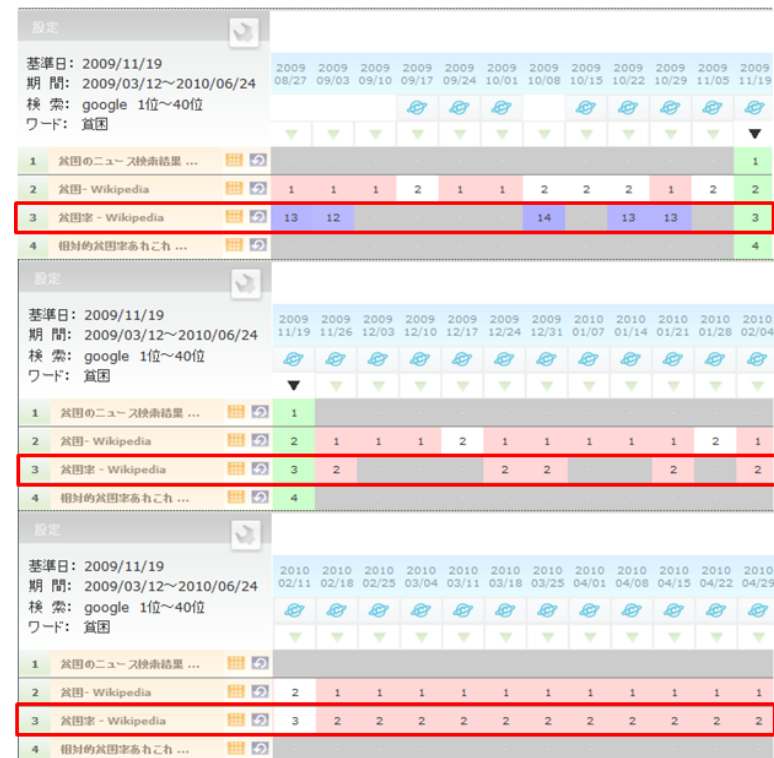 設定
基準日: 2009/11/19
期 間: 2009/03/12～2010/06/24
検 索: google 1位～40位
ワード: 貧困
2009 2009 2009 2009 2009 2009 2009 2009 2009 2009 2009 2009
08/27 09/03 09/10 09/17 09/24 10/01 10/08 10/15 10/22 10/29 11/05 11/19
1 貧困のニュース検索結果 ... 1
2 貧困- Wikipedia 1 1 1 2 1 1 2 2 2 1 2 2
3 貧困率 - Wikipedia 13 12 14 13 13 3
4 相対的貧困率あれこれ ... 4
設定
基準日: 2009/11/19
期 間: 2009/03/12～2010/06/24
検 索: google 1位～40位
ワード: 貧困
2009 2009 2009 2009 2009 2009 2009 2010 2010 2010 2010 2010
11/19 11/26 12/03 12/10 12/17 12/24 12/31 01/07 01/14 01/21 01/28 02/04
1 貧困のニュース検索結果 ... 1
2 貧困- Wikipedia 2 1 1 1 2 1 1 1 1 1 2 1
3 貧困率 - Wikipedia 3 2 2 2 2 2
4 相対的貧困率あれこれ ... 4
設定
基準日: 2009/11/19
期 間: 2009/03/12～2010/06/24
検 索: google 1位～40位
ワード: 貧困
2010 2010 2010 2010 2010 2010 2010 2010 2010 2010 2010 2010
02/11 02/18 02/25 03/04 03/11 03/18 03/25 04/01 04/08 04/15 04/22 04/29
1 貧困のニュース検索結果 ...
2 貧困- Wikipedia 2 1 1 1 1 1 1 1 1 1 1 1
3 貧困率 - Wikipedia 3 2 2 2 2 2 2 2 2 2 2 2
4 相対的貧困率あれこれ ...